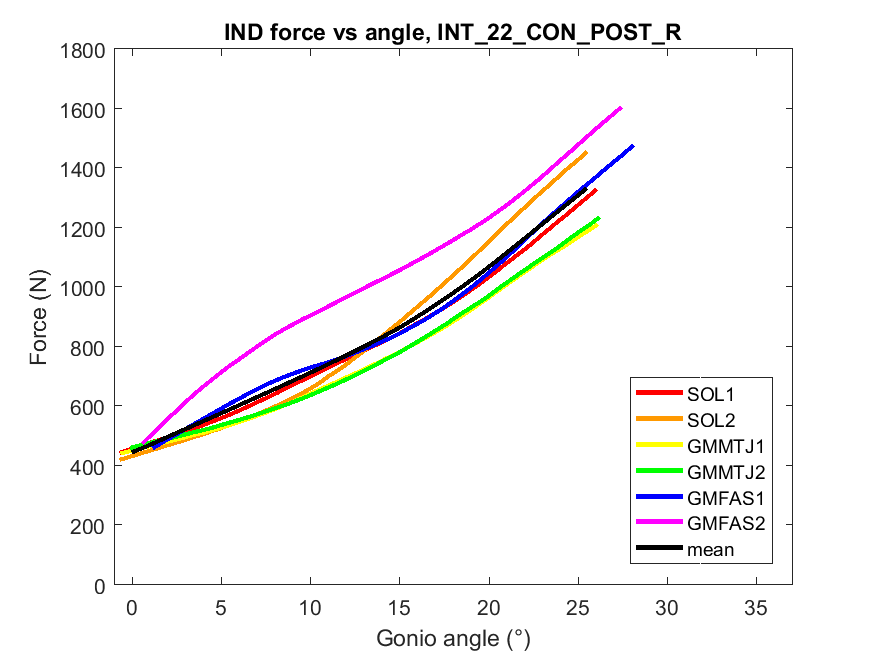 IND force vs angle, INT_22_CON_POST_R
1800
1600
1400
1200
1000
800
600
400
200
0
Force (N)
0 5 10 15 20 25 30 35
Gonio angle (°)
SOL1
SOL2
GMMTJ1
GMMTJ2
GMFAS1
GMFAS2
mean